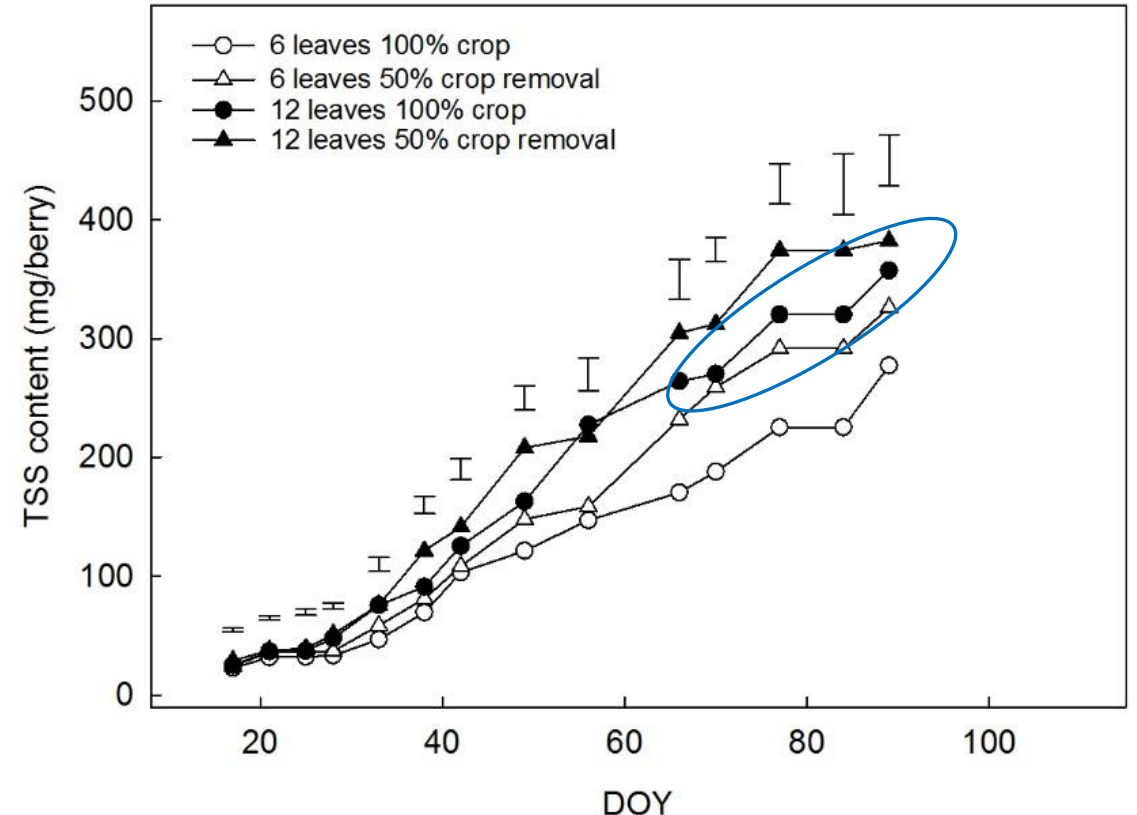 6 leaves 100% crop
6 leaves 50% crop removal
12 leaves 100% crop
12 leaves 50% crop removal
500
400
300
200
100
0
TSS content (mg/berry)
20 40 60 80 100
DOY